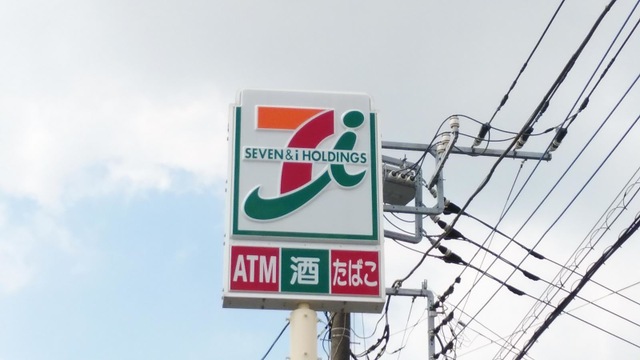 7i
SEVEN & i HOLDINGS
ATM 酒 たばこ